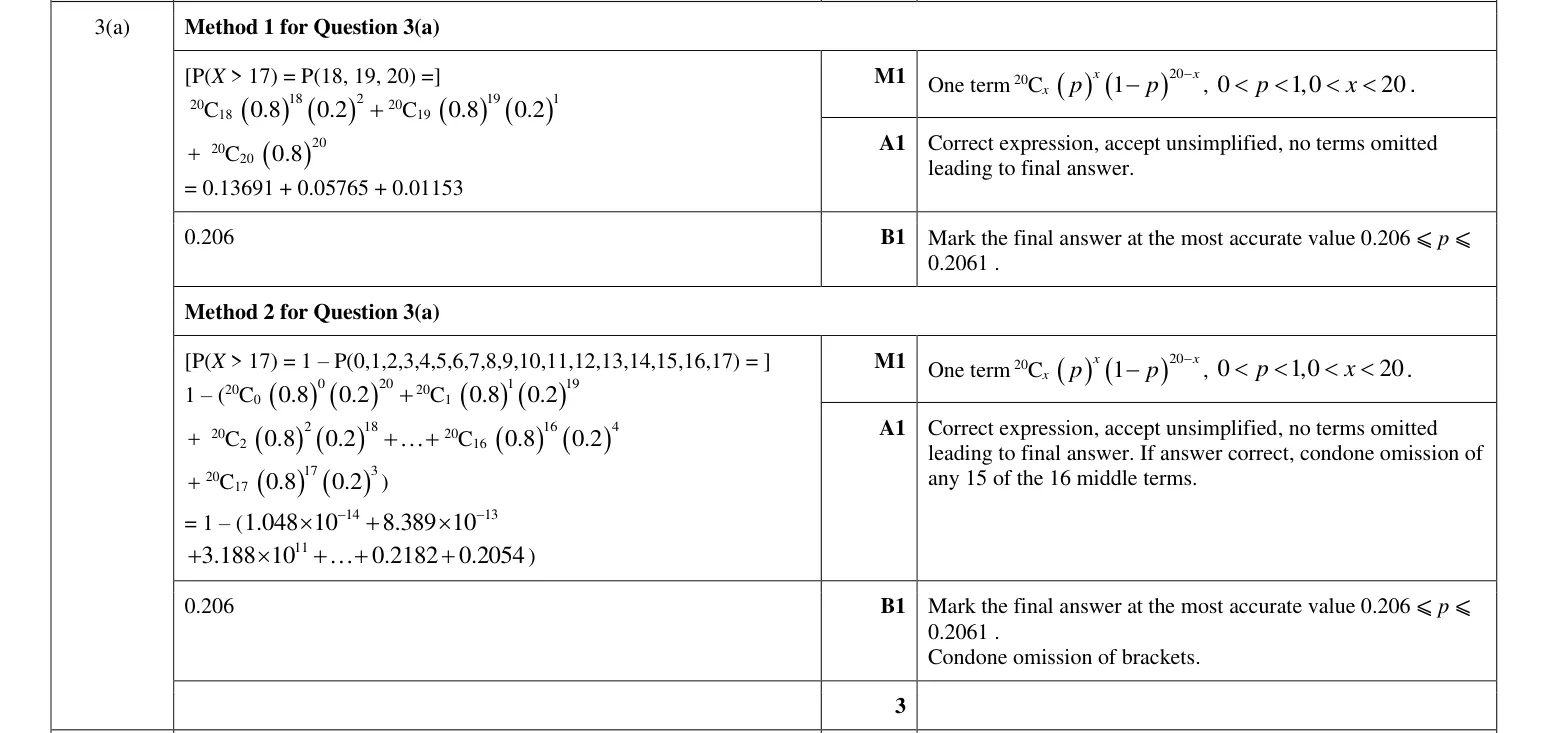 3(a)
Method 1 for Question 3(a)
[P(X > 17) = P(18, 19, 20) =]
²⁰C₁₈ (0.8)¹⁸ (0.2)² + ²⁰C₁₉ (0.8)¹⁹ (0.2)¹
+ ²⁰C₂₀ (0.8)²⁰
= 0.13691 + 0.05765 + 0.01153
M1
One term ²⁰Cₓ (p)ˣ (1 − p)²⁰⁻ˣ , 0 < p < 1, 0 < x < 20 .
A1
Correct expression, accept unsimplified, no terms omitted
leading to final answer.
0.206
B1
Mark the final answer at the most accurate value 0.206 ⩽ p ⩽
0.2061 .
Method 2 for Question 3(a)
[P(X > 17) = 1 – P(0,1,2,3,4,5,6,7,8,9,10,11,12,13,14,15,16,17) = ]
1 – (²⁰C₀ (0.8)⁰ (0.2)²⁰ + ²⁰C₁ (0.8)¹ (0.2)¹⁹
+ ²⁰C₂ (0.8)² (0.2)¹⁸ + … + ²⁰C₁₆ (0.8)¹⁶ (0.2)⁴
+ ²⁰C₁₇ (0.8)¹⁷ (0.2)³ )
= 1 – (1.048×10⁻¹⁴ + 8.389×10⁻¹³
+3.188×10¹¹ + … + 0.2182 + 0.2054 )
M1
One term ²⁰Cₓ (p)ˣ (1 − p)²⁰⁻ˣ , 0 < p < 1, 0 < x < 20 .
A1
Correct expression, accept unsimplified, no terms omitted
leading to final answer. If answer correct, condone omission of
any 15 of the 16 middle terms.
0.206
B1
Mark the final answer at the most accurate value 0.206 ⩽ p ⩽
0.2061 .
Condone omission of brackets.
3